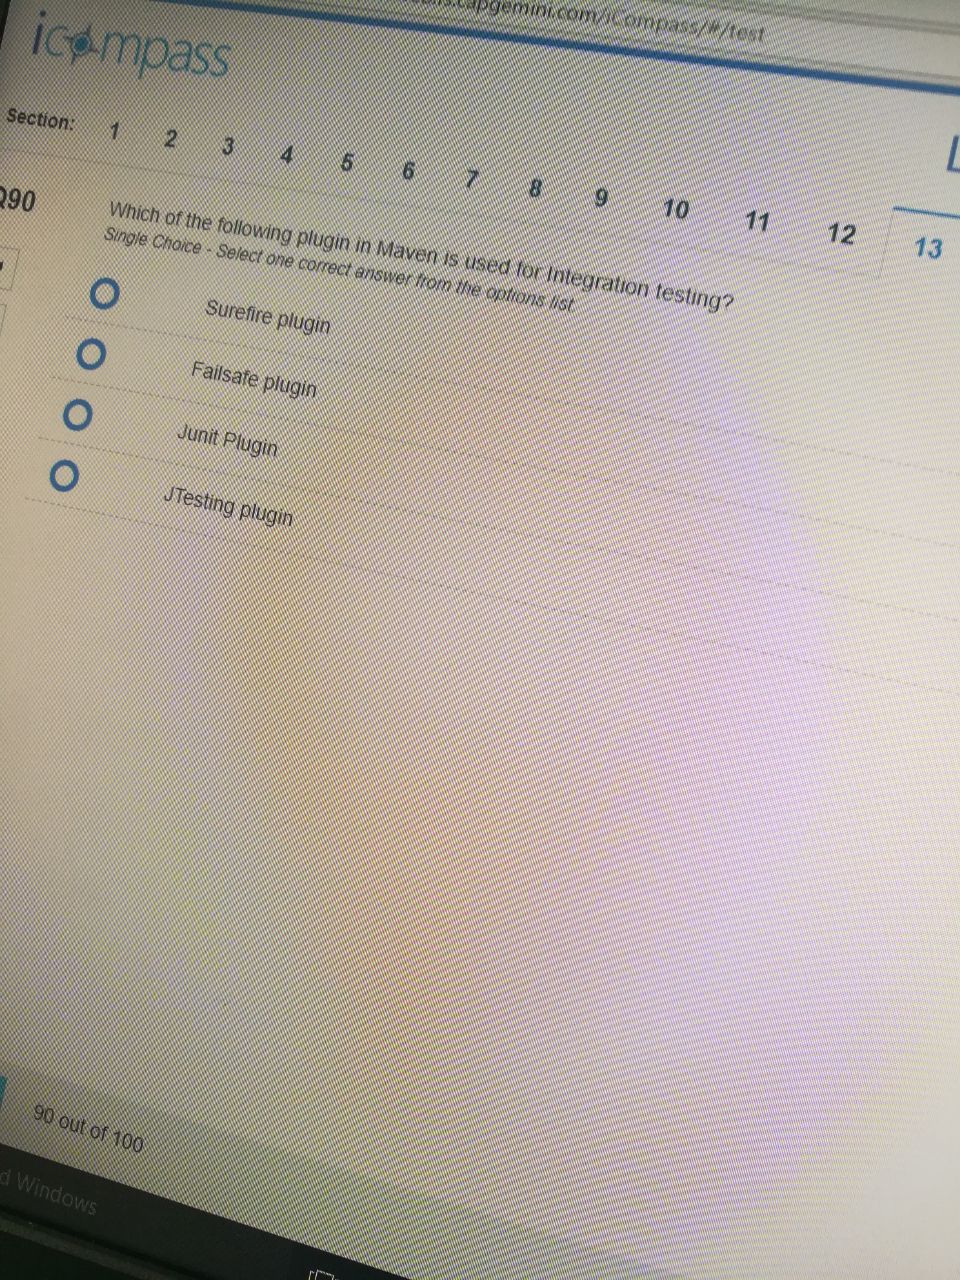 capgemini.com/iCompass/#/test
icompass
Section: 1 2 3 4 5 6 7 8 9 10 11 12 13
Q90
Which of the following plugin in Maven is used for Integration testing?
Single Choice - Select one correct answer from the options list.
Surefire plugin
Failsafe plugin
Junit Plugin
JTesting plugin
90 out of 100
d Windows